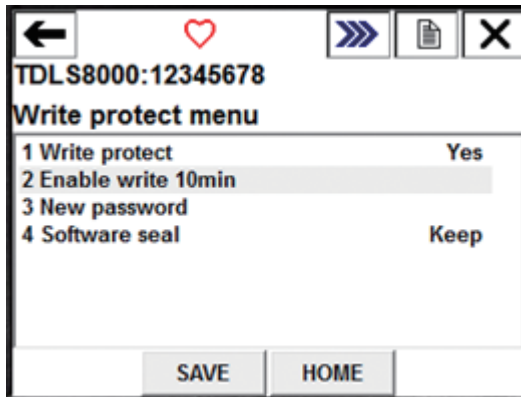 TDLS8000:12345678
Write protect menu
1 Write protect Yes
2 Enable write 10min
3 New password
4 Software seal Keep
SAVE HOME